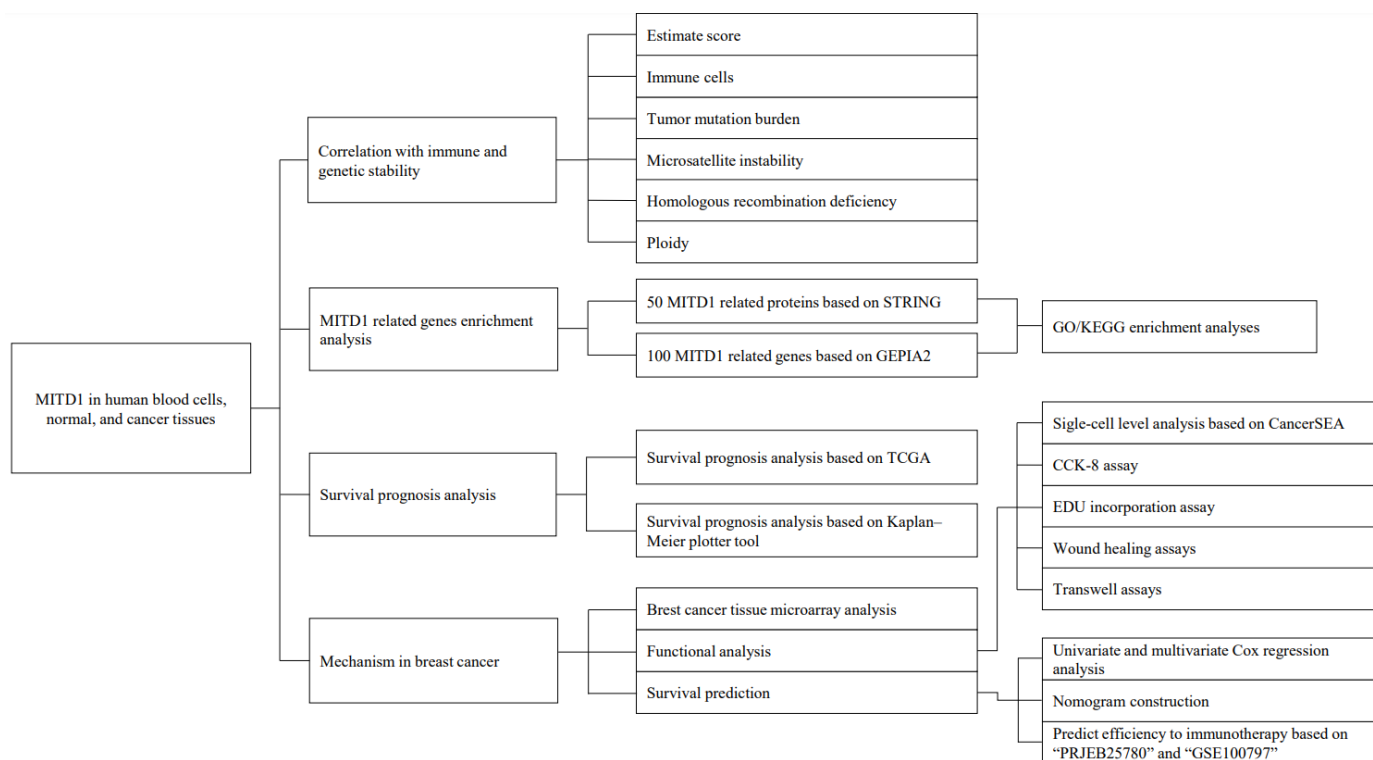 MITD1 in human blood cells,
normal, and cancer tissues
Correlation with immune and
genetic stability
Estimate score
Immune cells
Tumor mutation burden
Microsatellite instability
Homologous recombination deficiency
Ploidy
MITD1 related genes enrichment
analysis
50 MITD1 related proteins based on STRING
100 MITD1 related genes based on GEPIA2
GO/KEGG enrichment analyses
Survival prognosis analysis
Survival prognosis analysis based on TCGA
Survival prognosis analysis based on Kaplan–
Meier plotter tool
Mechanism in breast cancer
Brest cancer tissue microarray analysis
Functional analysis
Survival prediction
Sigle-cell level analysis based on CancerSEA
CCK-8 assay
EDU incorporation assay
Wound healing assays
Transwell assays
Univariate and multivariate Cox regression
analysis
Nomogram construction
Predict efficiency to immunotherapy based on
“PRJEB25780” and “GSE100797”